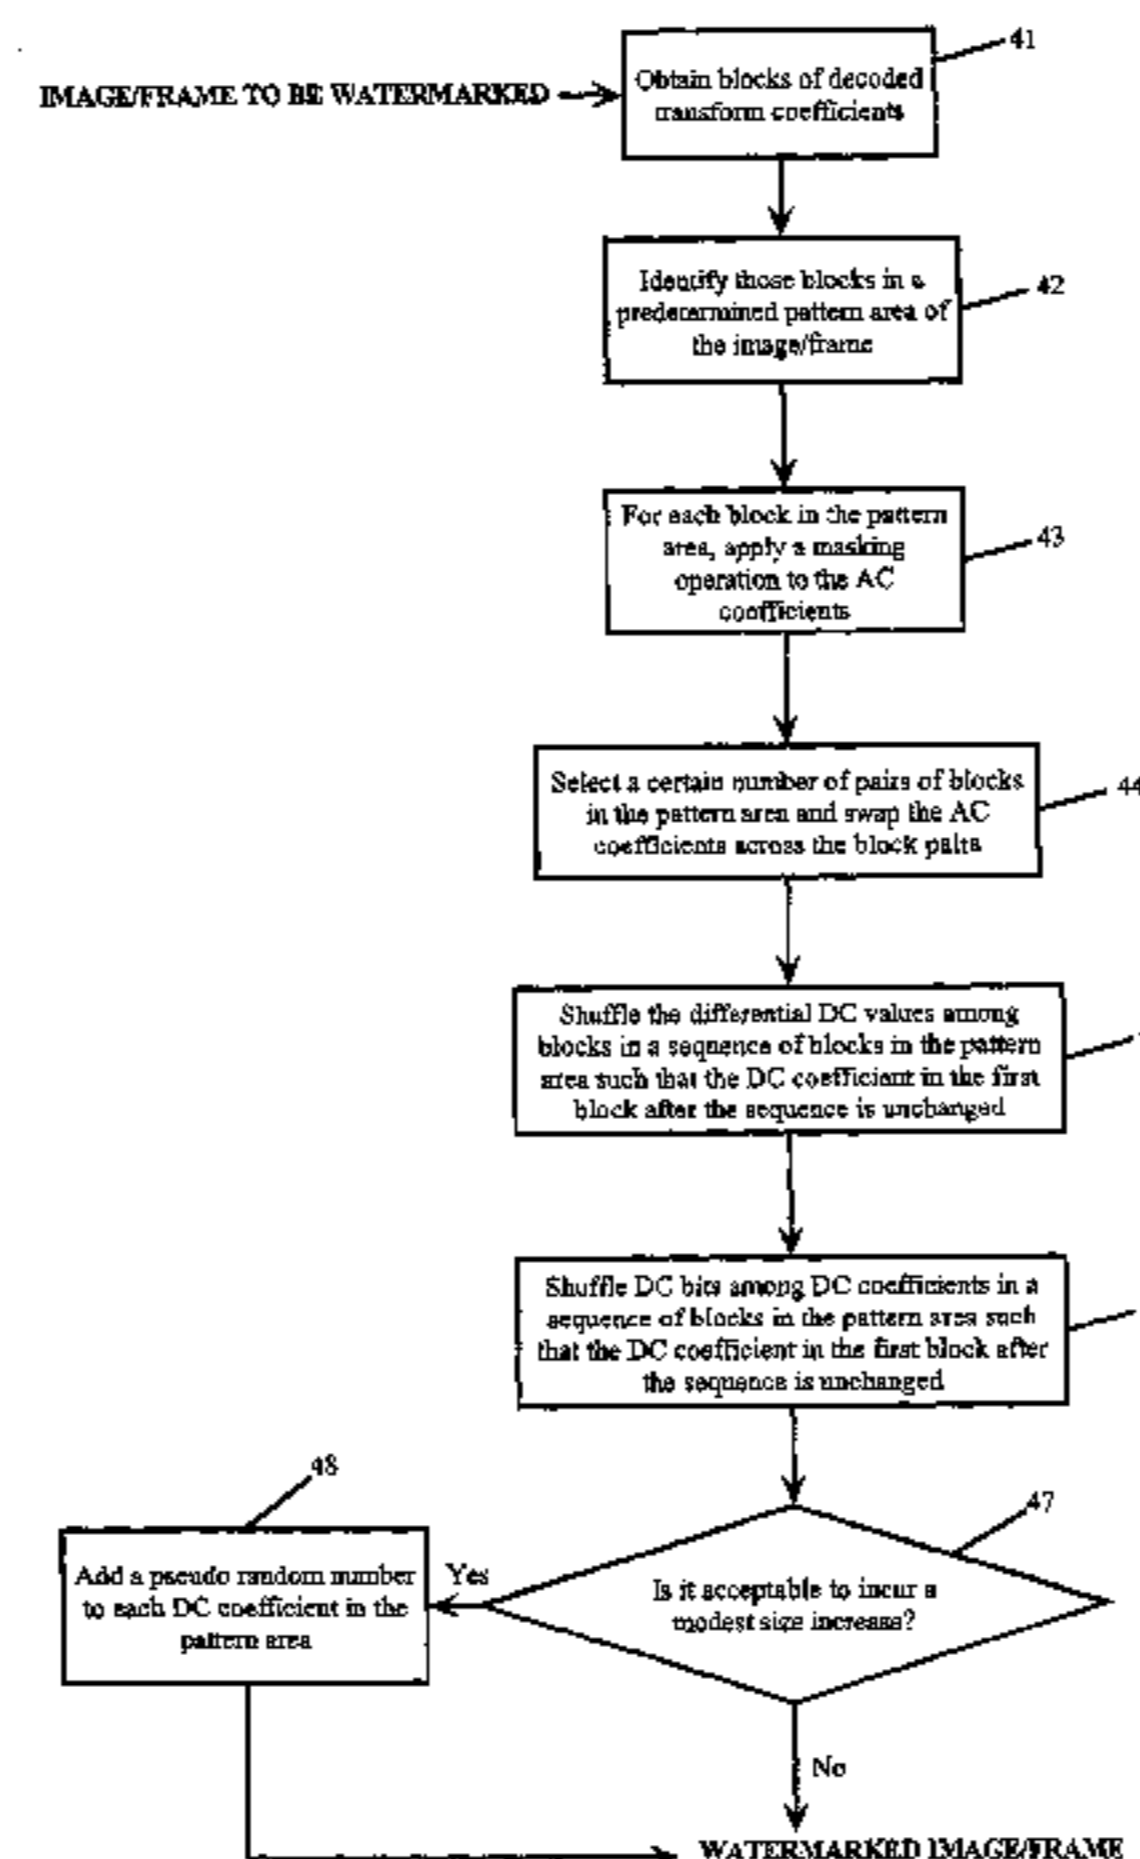 41
IMAGE/FRAME TO BE WATERMARKED
Obtain blocks of decoded
transform coefficients
Identify those blocks in a
predetermined pattern area of
the image/frame
42
For each block in the pattern
area, apply a masking
operation to the AC
coefficients
43
Select a certain number of pairs of blocks
in the pattern area and swap the AC
coefficients across the block pairs
44
Shuffle the differential DC values among
blocks in a sequence of blocks in the pattern
area such that the DC coefficient in the first
block after the sequence is unchanged
Shuffle DC bits among DC coefficients in a
sequence of blocks in the pattern area such
that the DC coefficient in the first block after
the sequence is unchanged
48
47
Add a pseudo random number
to each DC coefficient in the
pattern area
Yes
Is it acceptable to incur a
modest size increase?
No
WATERMARKED IMAGE/FRAME